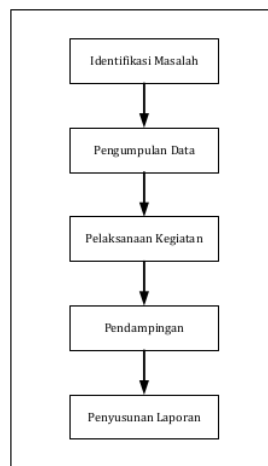 Identifikasi Masalah
Pengumpulan Data
Pelaksanaan Kegiatan
Pendampingan
Penyusunan Laporan